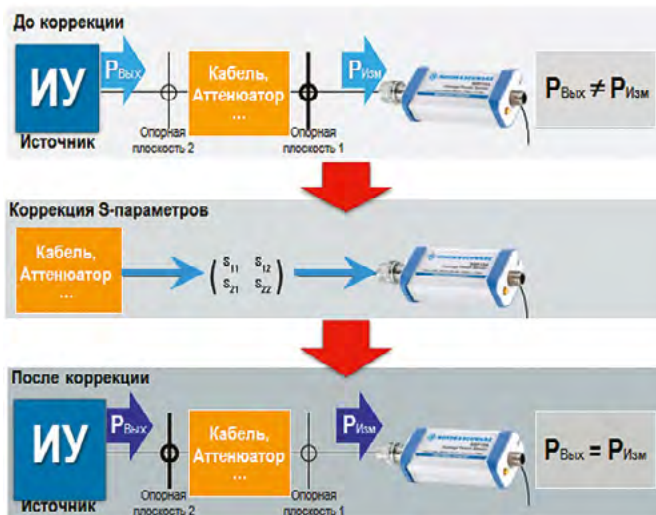 До коррекции
ИУ
PВых
Кабель,
Аттенюатор
...
PИзм
PВых ≠ PИзм
Источник
Опорная
плоскость 2
Опорная
плоскость 1
Коррекция S-параметров
Кабель,
Аттенюатор
...
S11 S12
S21 S22
После коррекции
ИУ
PВых
Кабель,
Аттенюатор
...
PИзм
PВых = PИзм
Источник
Опорная
плоскость 2
Опорная
плоскость 1